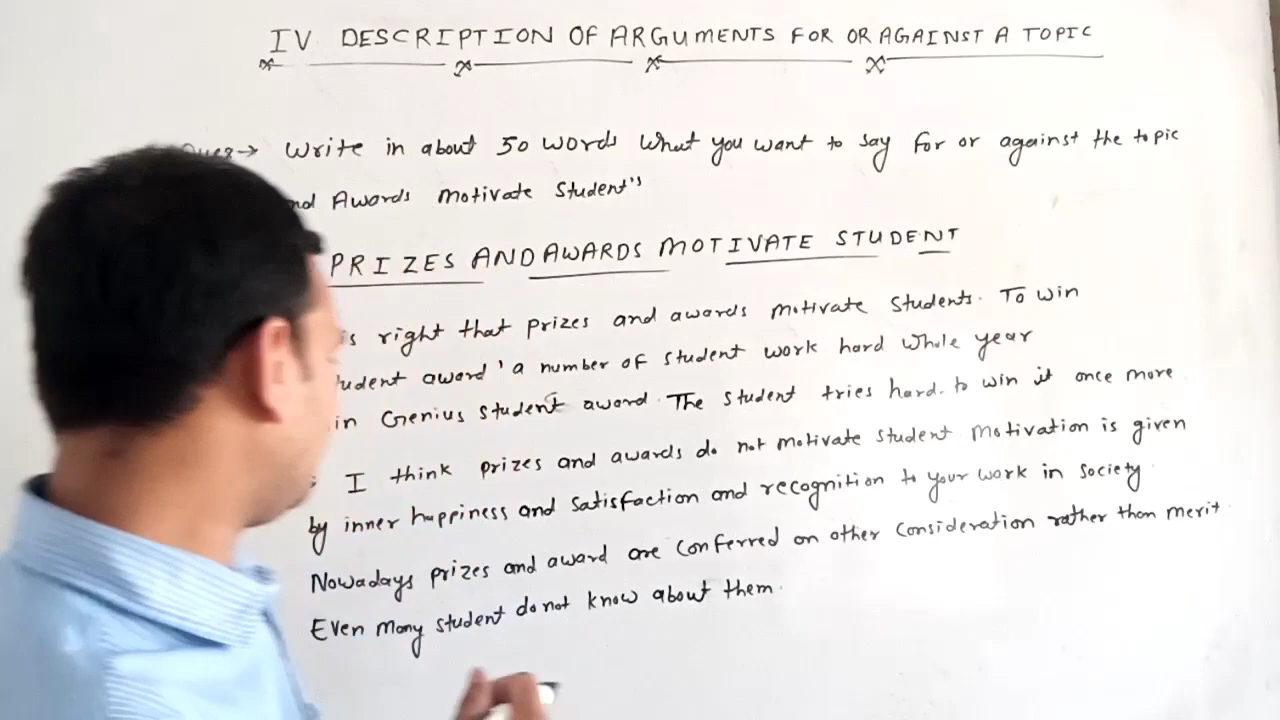 IV. DESCRIPTION OF ARGUMENTS FOR OR AGAINST A TOPIC
Ques→ Write in about 50 words What you want to say for or against the topic
and Awards motivate Student's
PRIZES AND AWARDS MOTIVATE STUDENT
is right that prizes and awards motivate students. To win
tudent award' a number of student work hard whole year
in Genius student award. The student tries hard. to win it once more
I think prizes and awards do not motivate student motivation is given
by inner happiness and satisfaction and recognition to your work in society.
Nowadays prizes and award are conferred on other consideration rather than merit.
Even many student do not know about them.